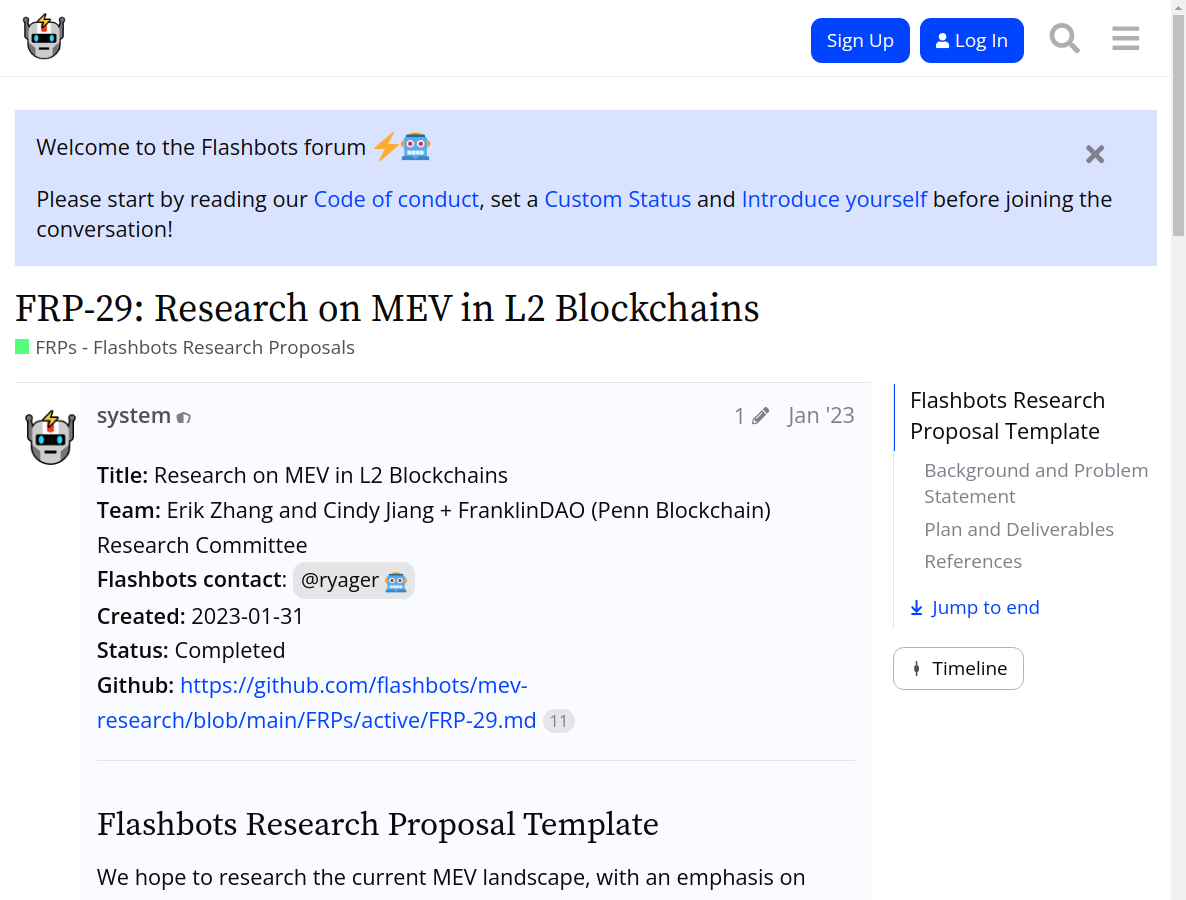 Sign Up
Log In
Welcome to the Flashbots forum
Please start by reading our Code of conduct, set a Custom Status and Introduce yourself before joining the
conversation!
FRP-29: Research on MEV in L2 Blockchains
FRPs - Flashbots Research Proposals
system
1
Jan '23
Title: Research on MEV in L2 Blockchains
Team: Erik Zhang and Cindy Jiang + FranklinDAO (Penn Blockchain)
Research Committee
Flashbots contact: @ryager
Created: 2023-01-31
Status: Completed
Github: https://github.com/flashbots/mev-
research/blob/main/FRPs/active/FRP-29.md 11
Flashbots Research Proposal Template
We hope to research the current MEV landscape, with an emphasis on
Flashbots Research
Proposal Template
Background and Problem
Statement
Plan and Deliverables
References
Jump to end
Timeline